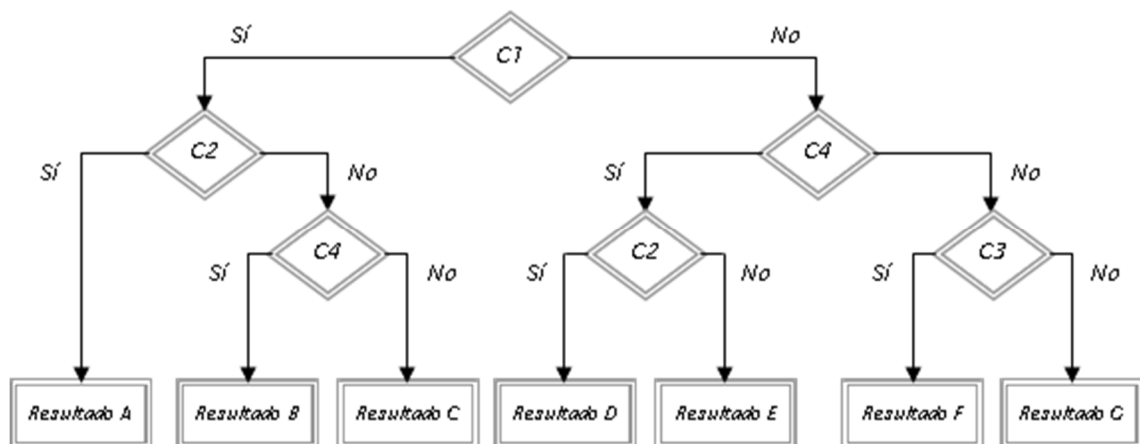 C1
Sí
No
C2
C4
Sí
No
Sí
No
C4
C2
C3
Sí
No
Sí
No
Sí
No
Resultado A
Resultado B
Resultado C
Resultado D
Resultado E
Resultado F
Resultado G